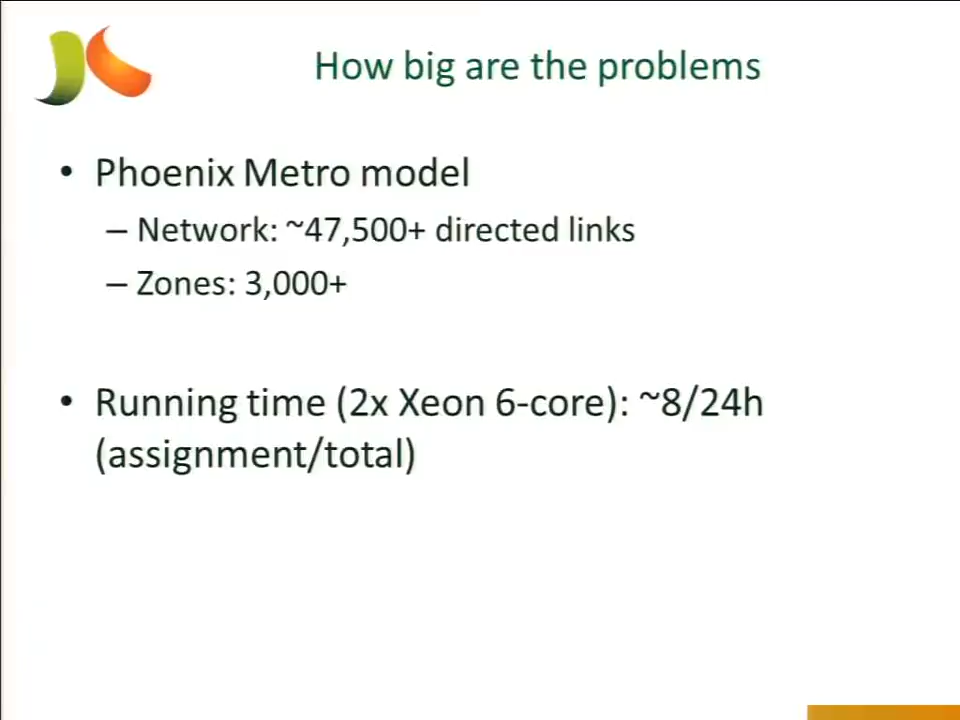 How big are the problems
• Phoenix Metro model
– Network: ~47,500+ directed links
– Zones: 3,000+
• Running time (2x Xeon 6-core): ~8/24h
(assignment/total)